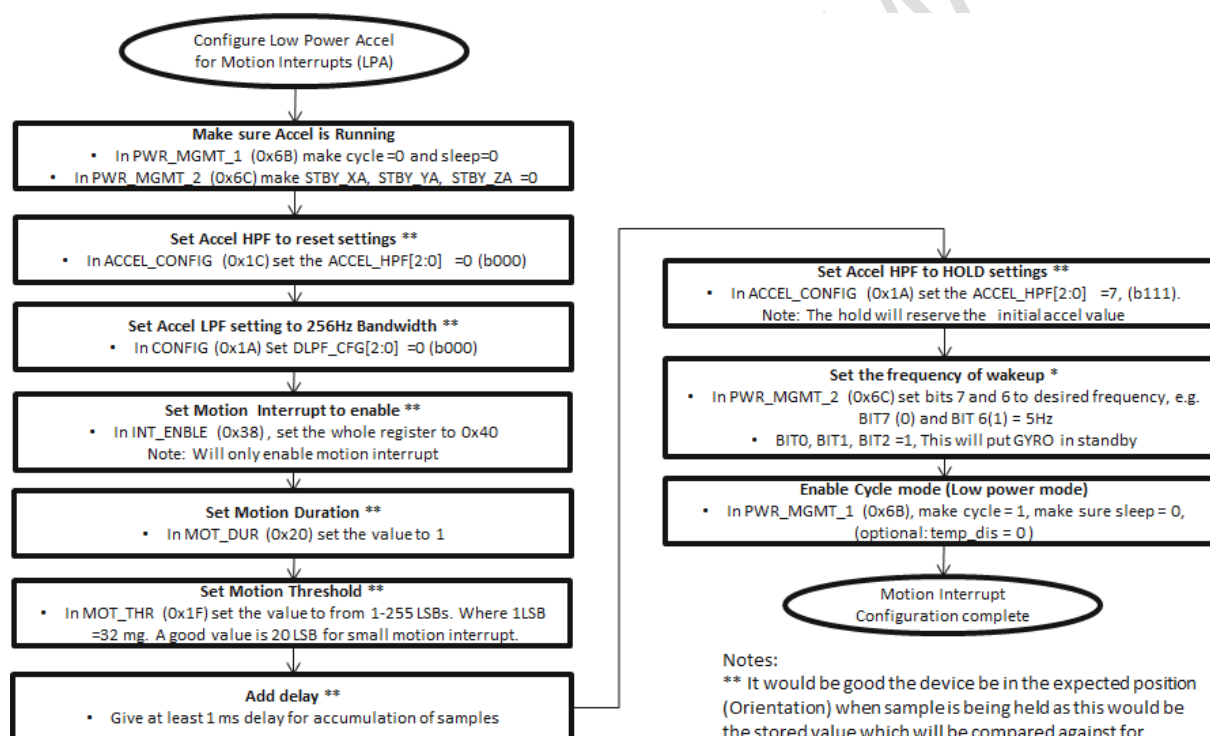 Configure Low Power Accel
for Motion Interrupts (LPA)
Make sure Accel is Running
• In PWR_MGMT_1 (0x6B) make cycle =0 and sleep=0
• In PWR_MGMT_2 (0x6C) make STBY_XA, STBY_YA, STBY_ZA =0
Set Accel HPF to reset settings **
• In ACCEL_CONFIG (0x1C) set the ACCEL_HPF[2:0] =0 (b000)
Set Accel LPF setting to 256Hz Bandwidth **
• In CONFIG (0x1A) Set DLPF_CFG[2:0] =0 (b000)
Set Motion Interrupt to enable **
• In INT_ENBLE (0x38), set the whole register to 0x40
Note: Will only enable motion interrupt
Set Motion Duration **
• In MOT_DUR (0x20) set the value to 1
Set Motion Threshold **
• In MOT_THR (0x1F) set the value to from 1-255 LSBs. Where 1LSB
=32 mg. A good value is 20 LSB for small motion interrupt.
Add delay **
• Give at least 1 ms delay for accumulation of samples
Set Accel HPF to HOLD settings **
• In ACCEL_CONFIG (0x1A) set the ACCEL_HPF[2:0] =7, (b111).
Note: The hold will reserve the initial accel value
Set the frequency of wakeup *
• In PWR_MGMT_2 (0x6C) set bits 7 and 6 to desired frequency, e.g.
BIT7 (0) and BIT 6(1) = 5Hz
• BIT0, BIT1, BIT2 =1, This will put GYRO in standby
Enable Cycle mode (Low power mode)
• In PWR_MGMT_1 (0x6B), make cycle = 1, make sure sleep = 0,
(optional: temp_dis = 0 )
Motion Interrupt
Configuration complete
Notes:
** It would be good the device be in the expected position
(Orientation) when sample is being held as this would be
the stored value which will be compared against for